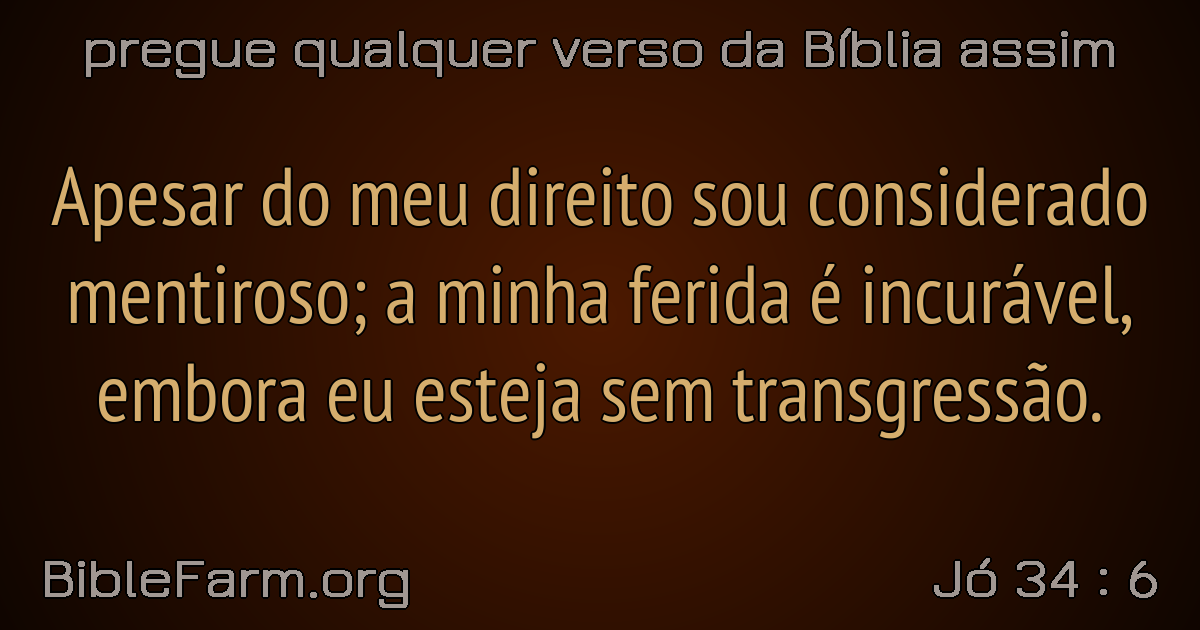 pregue qualquer verso da Bíblia assim
Apesar do meu direito sou considerado
mentiroso; a minha ferida é incurável,
embora eu esteja sem transgressão.
BibleFarm.org
Jó 34 : 6